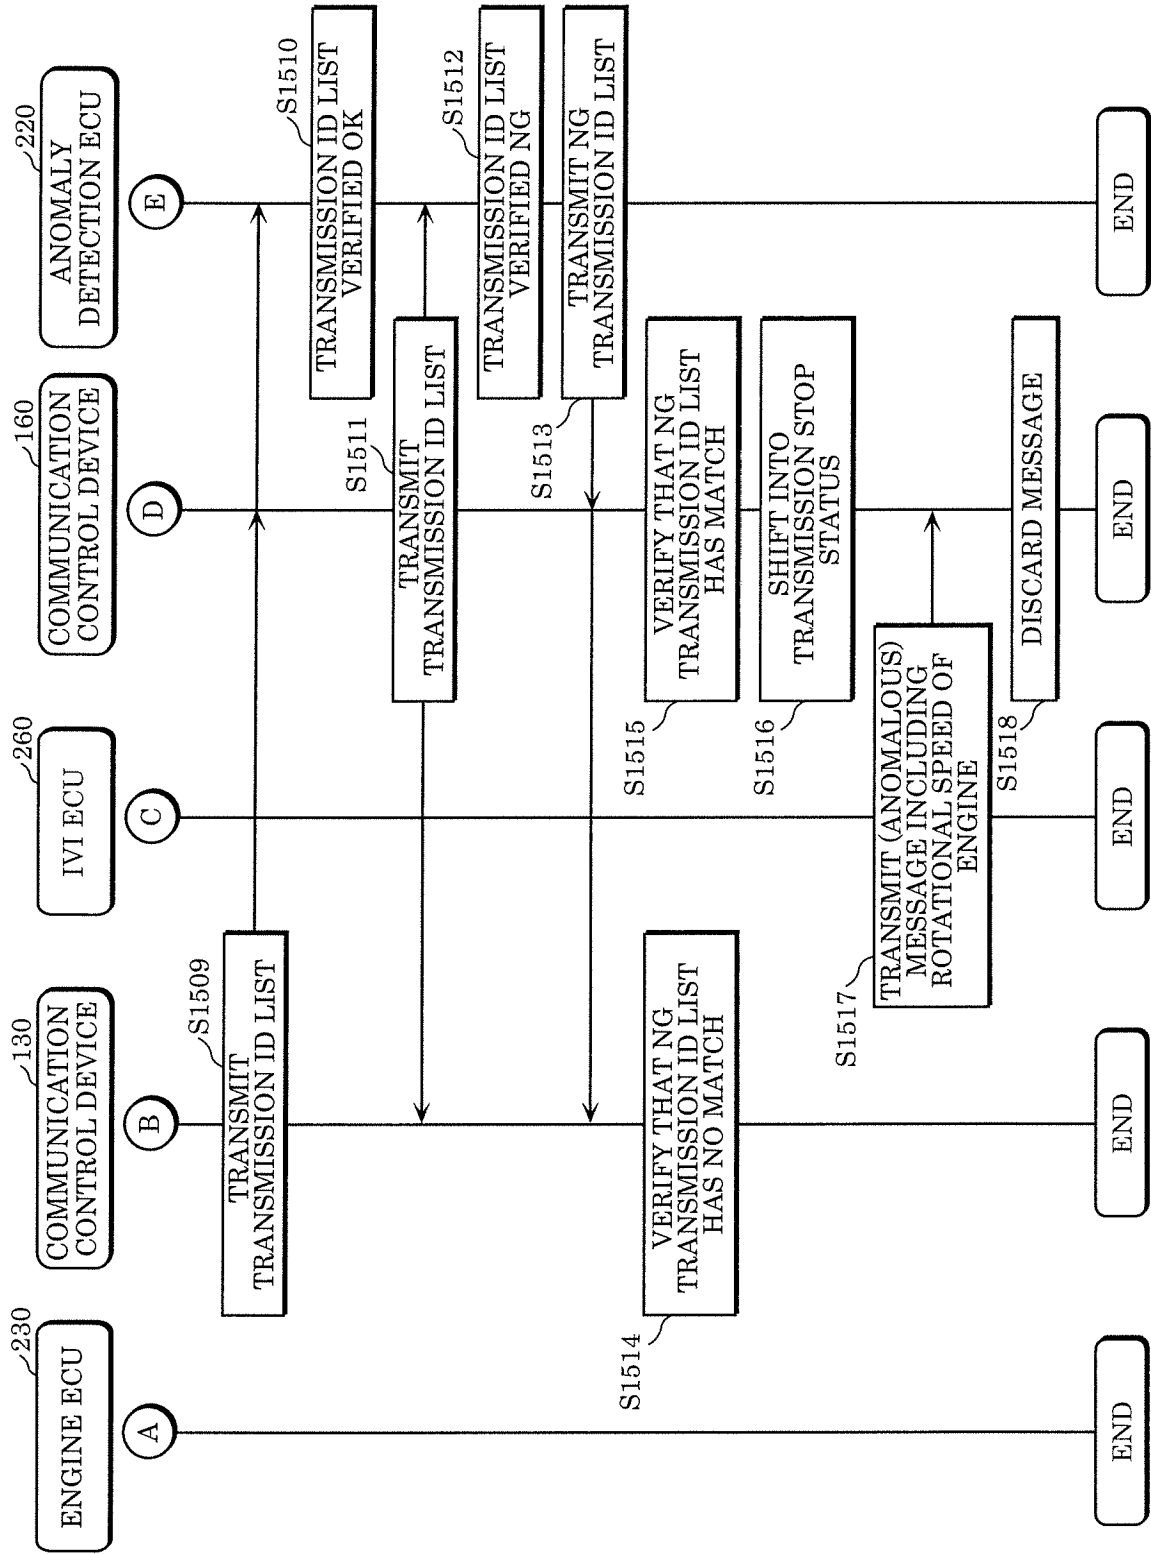 230
ENGINE ECU
A
130
COMMUNICATION
CONTROL DEVICE
B
260
IVI ECU
C
160
COMMUNICATION
CONTROL DEVICE
D
220
ANOMALY
DETECTION ECU
E
S1509
TRANSMIT
TRANSMISSION ID LIST
S1510
TRANSMISSION ID LIST
VERIFIED OK
S1511
TRANSMIT
TRANSMISSION ID LIST
S1512
TRANSMISSION ID LIST
VERIFIED NG
S1513
TRANSMIT NG
TRANSMISSION ID LIST
S1514
VERIFY THAT NG
TRANSMISSION ID LIST
HAS NO MATCH
S1515
VERIFY THAT NG
TRANSMISSION ID LIST
HAS MATCH
S1516
SHIFT INTO
TRANSMISSION STOP
STATUS
S1517
TRANSMIT (ANOMALOUS)
MESSAGE INCLUDING
ROTATIONAL SPEED OF
ENGINE
S1518
DISCARD MESSAGE
END
END
END
END
END